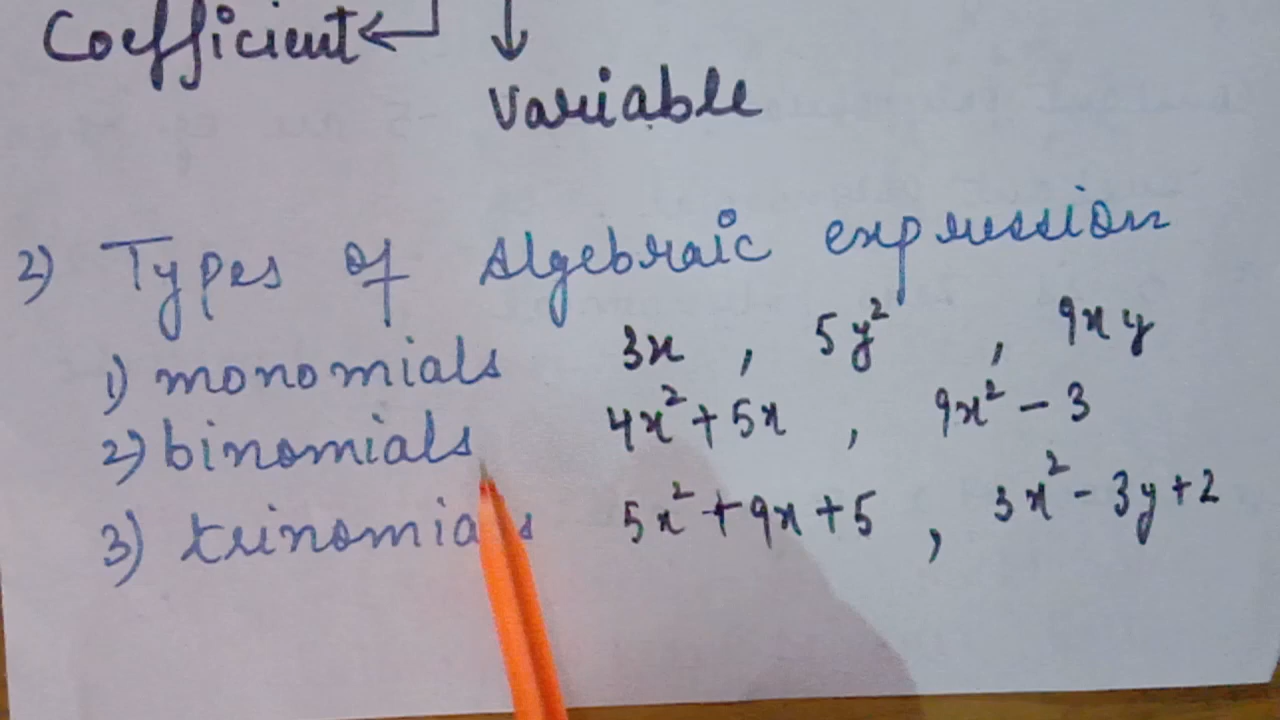 Coefficient
Variable
2) Types of Algebraic expression
1) monomials 3x , 5y² , 9xy
2) binomials 4x² + 5x , 9x² - 3
3) trinomials 5x² + 9x + 5 , 3x² - 3y + 2